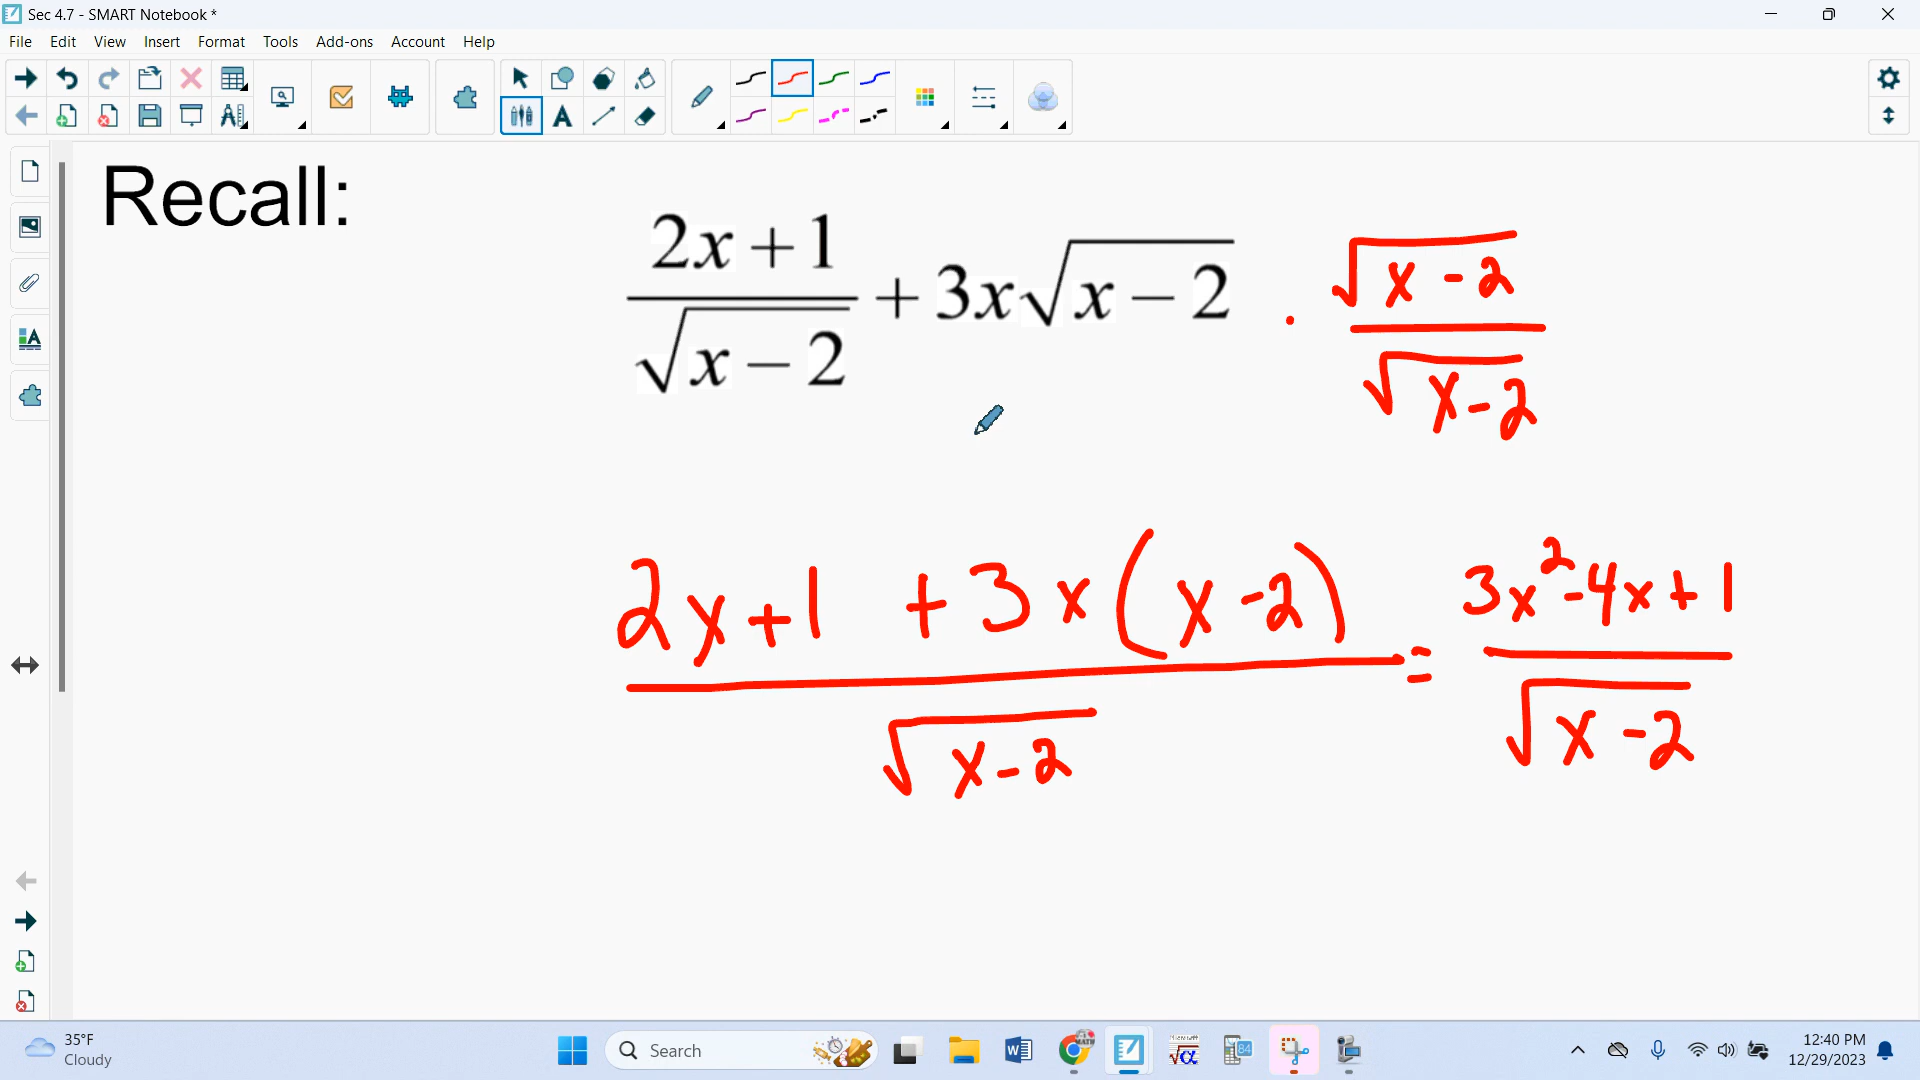 Sec 4.7 - SMART Notebook *
File Edit View Insert Format Tools Add-ons Account Help
Recall:
(2x + 1)/√(x − 2) + 3x√(x − 2) · √(x - 2)/√(x - 2)
(2x + 1 + 3x(x - 2))/√(x - 2) = (3x² - 4x + 1)/√(x - 2)
35°F
Cloudy
Search
84
12:40 PM
12/29/2023